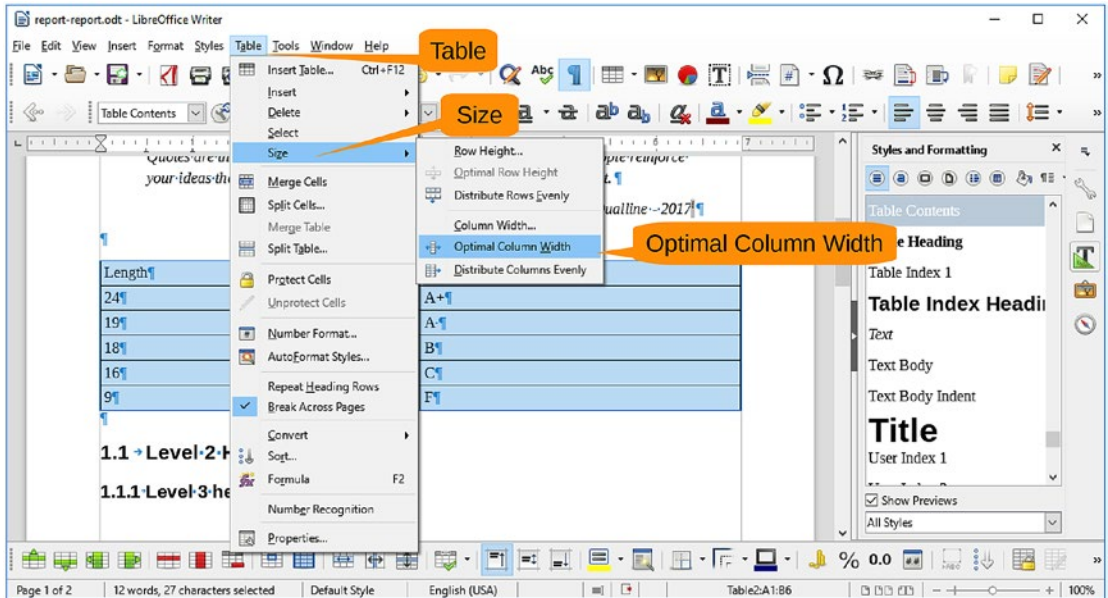 report-report.odt - LibreOffice Writer
File Edit View Insert Format Styles Table Tools Window Help
Table
Table Contents
Size
Insert Table... Ctrl+F12
Insert
Delete
Select
Size
Merge Cells
Split Cells...
Merge Table
Split Table...
Protect Cells
Unprotect Cells
Number Format...
AutoFormat Styles...
Repeat Heading Rows
Break Across Pages
Convert
Sort...
Formula F2
Number Recognition
Properties...
Row Height...
Optimal Row Height
Distribute Rows Evenly
Column Width...
Optimal Column Width
Distribute Columns Evenly
Optimal Column Width
6 7
reinforce
your ideas
2017
Length
24 A+
19 A-
18 B
16 C
9 F
1.1 Level 2
1.1.1 Level 3
Styles and Formatting
Table Contents
Heading
Table Index 1
Table Index
Text
Text Body
Text Body Indent
Title
User Index 1
Show Previews
All Styles
% 0.0
Page 1 of 2 12 words, 27 characters selected Default Style English (USA) Table2:A1:B6 100%